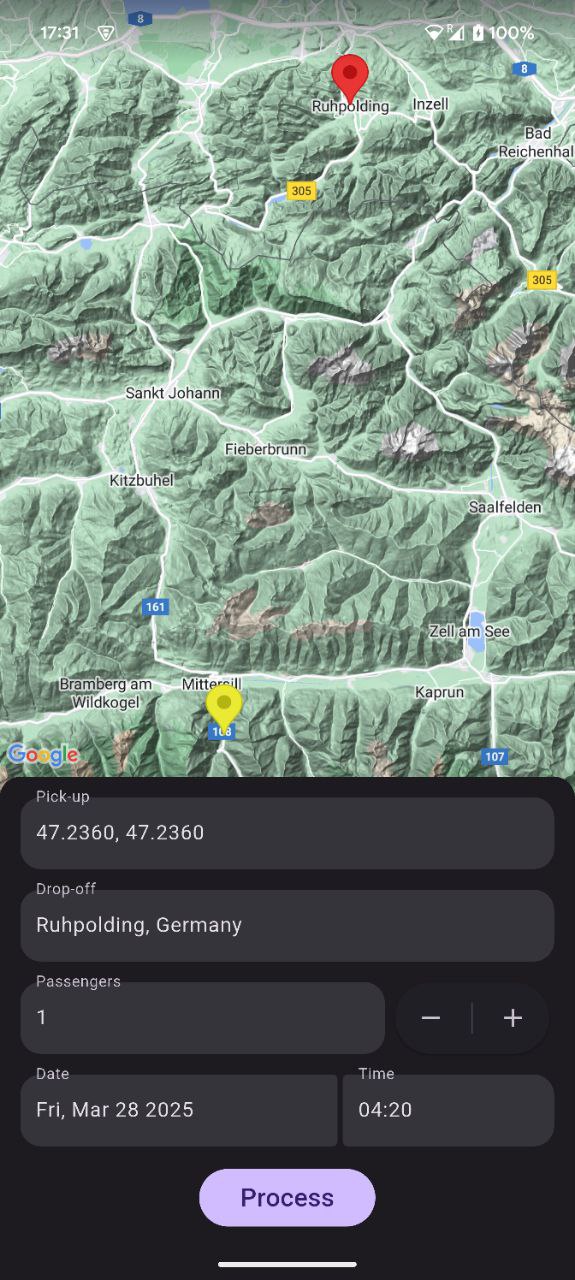 17:31
R
100%
8
8
Ruhpolding
Inzell
Bad
Reichenhal
305
305
Sankt Johann
Fieberbrunn
Kitzbuhel
Saalfelden
161
Zell am See
Bramberg am
Wildkogel
Mittersill
Kaprun
108
107
Google
Pick-up
47.2360, 47.2360
Drop-off
Ruhpolding, Germany
Passengers
1
− +
Date
Time
Fri, Mar 28 2025
04:20
Process